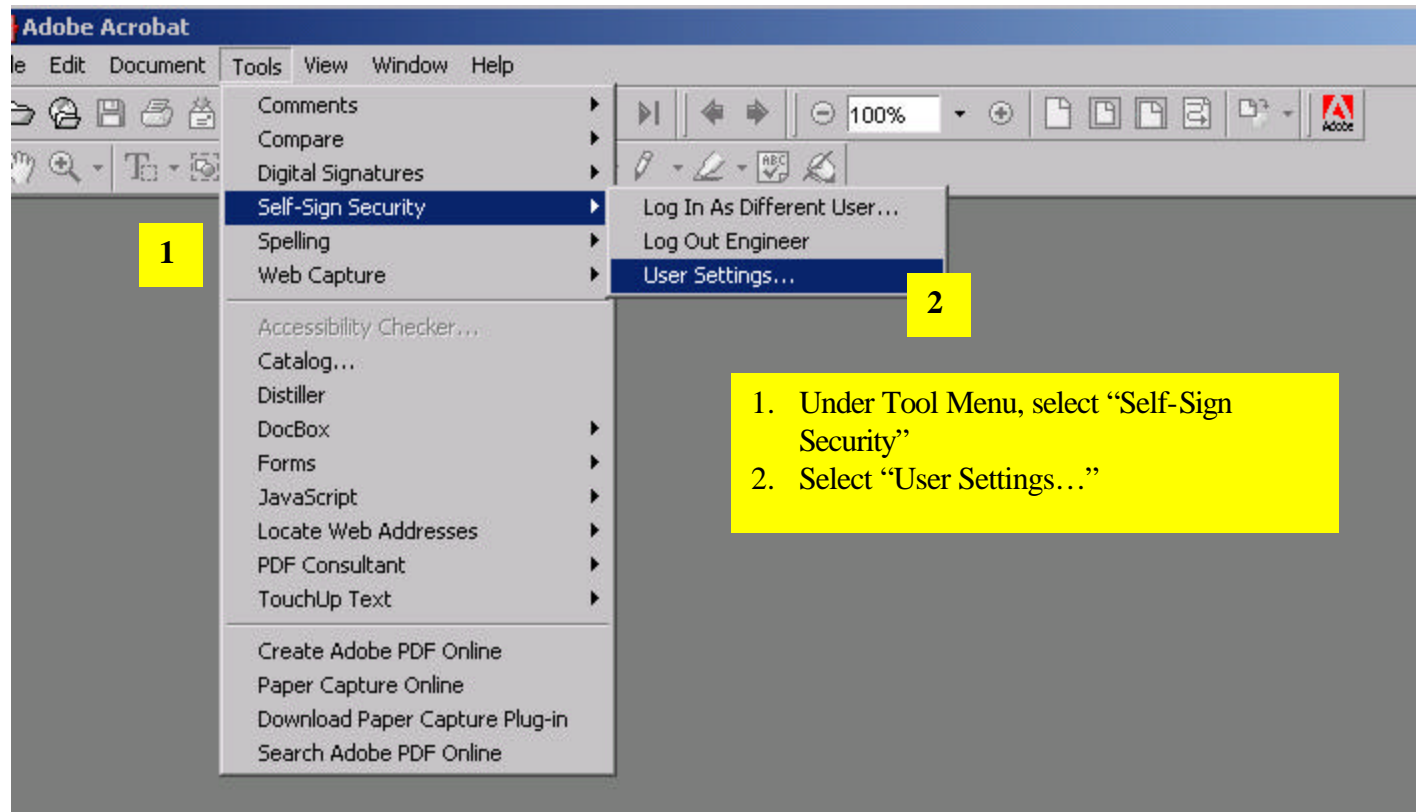 Adobe Acrobat
le Edit Document Tools View Window Help
100%
Adobe
ABC
Comments
Compare
Digital Signatures
Self-Sign Security
Spelling
Web Capture
Accessibility Checker...
Catalog...
Distiller
DocBox
Forms
JavaScript
Locate Web Addresses
PDF Consultant
TouchUp Text
Create Adobe PDF Online
Paper Capture Online
Download Paper Capture Plug-in
Search Adobe PDF Online
Log In As Different User...
Log Out Engineer
User Settings...
1
2
1. Under Tool Menu, select “Self-Sign
Security”
2. Select “User Settings…”